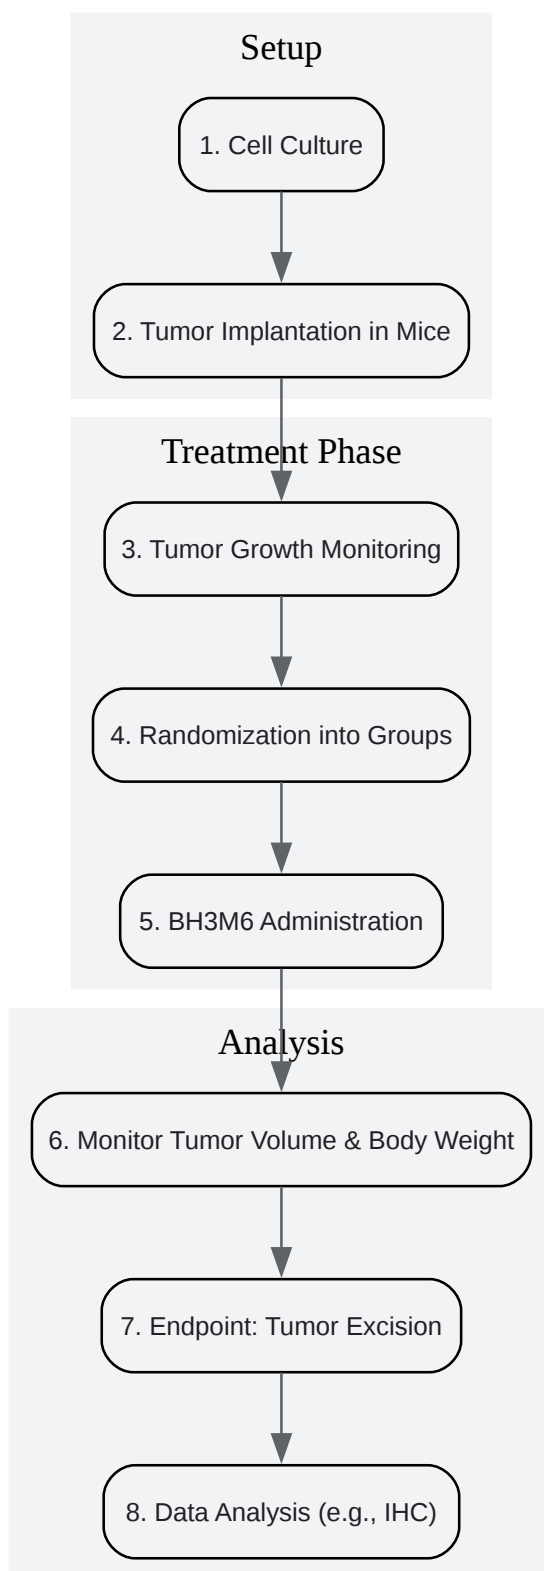 Setup
1. Cell Culture
2. Tumor Implantation in Mice
Treatment Phase
3. Tumor Growth Monitoring
4. Randomization into Groups
5. BH3M6 Administration
Analysis
6. Monitor Tumor Volume & Body Weight
7. Endpoint: Tumor Excision
8. Data Analysis (e.g., IHC)